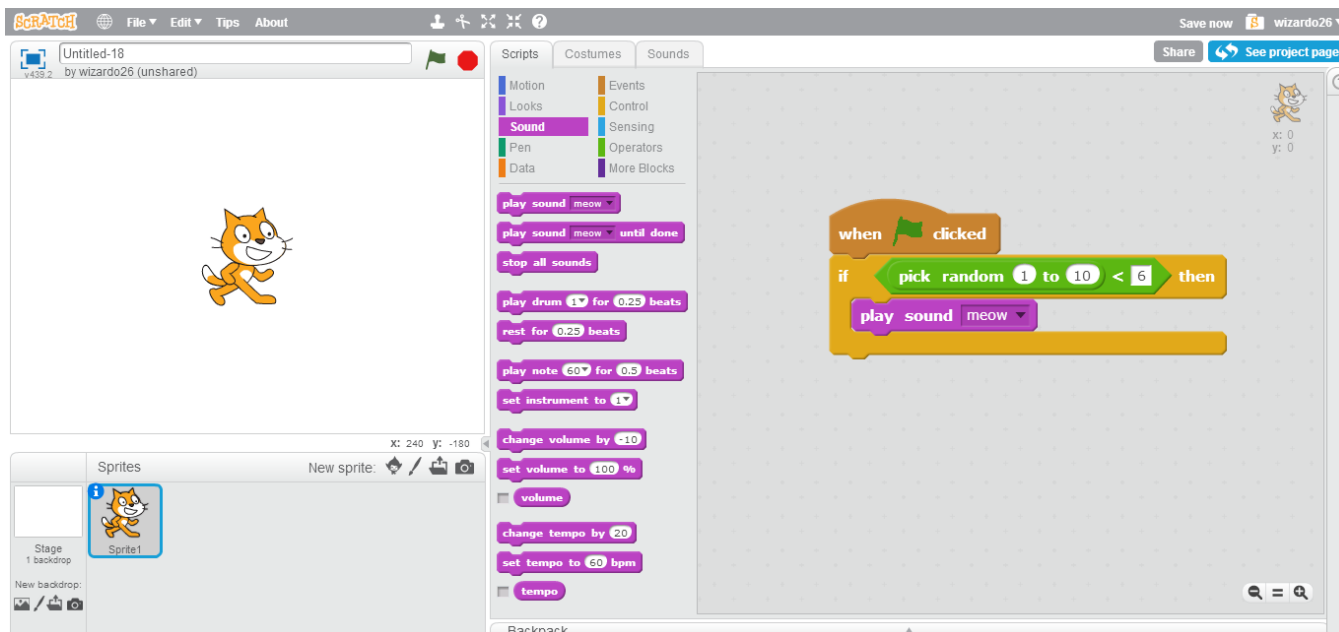 SCRATCH File Edit Tips About Save now wizardo26
Untitled-18
v439.2 by wizardo26 (unshared)
Scripts Costumes Sounds
Share See project page
Motion Events
Looks Control
Sound Sensing
Pen Operators
Data More Blocks
play sound meow
play sound meow until done
stop all sounds
play drum 1 for 0.25 beats
rest for 0.25 beats
play note 60 for 0.5 beats
set instrument to 1
change volume by -10
set volume to 100 %
volume
change tempo by 20
set tempo to 60 bpm
tempo
x: 0
y: 0
when clicked
if pick random 1 to 10 < 6 then
play sound meow
X: 240 y: -180
Sprites New sprite:
Stage
1 backdrop
Sprite1
New backdrop:
Backpack